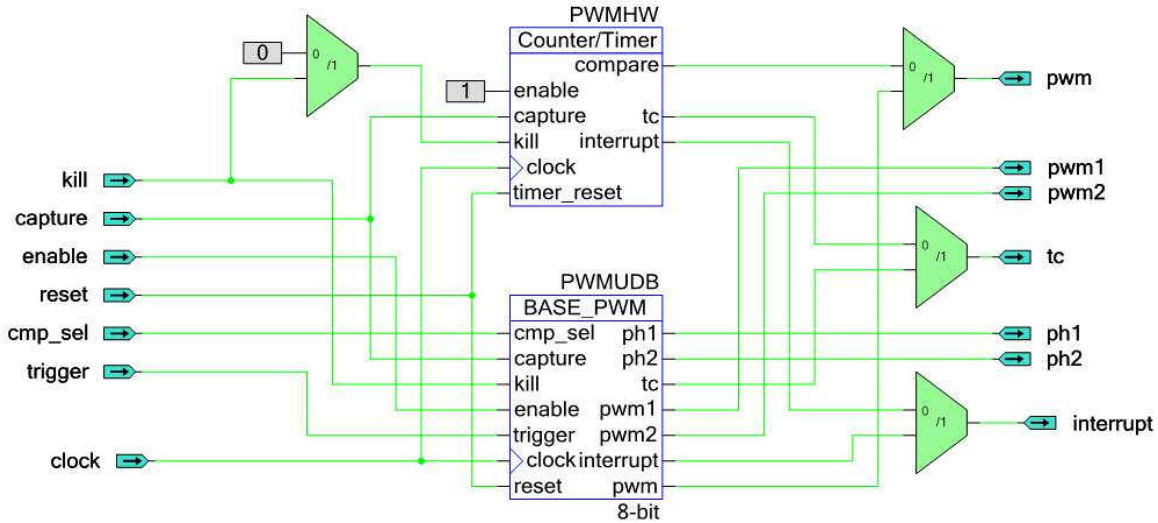 PWMHW
Counter/Timer
0
0
/1
compare
0
/1
pwm
1
enable
capture
tc
kill
interrupt
clock
pwm1
kill
timer_reset
pwm2
capture
0
/1
tc
enable
PWMUDB
reset
BASE_PWM
cmp_sel
cmp_sel
ph1
ph1
capture
ph2
ph2
trigger
kill
tc
enable
pwm1
0
/1
interrupt
trigger
pwm2
clock
clock
interrupt
reset
pwm
8-bit